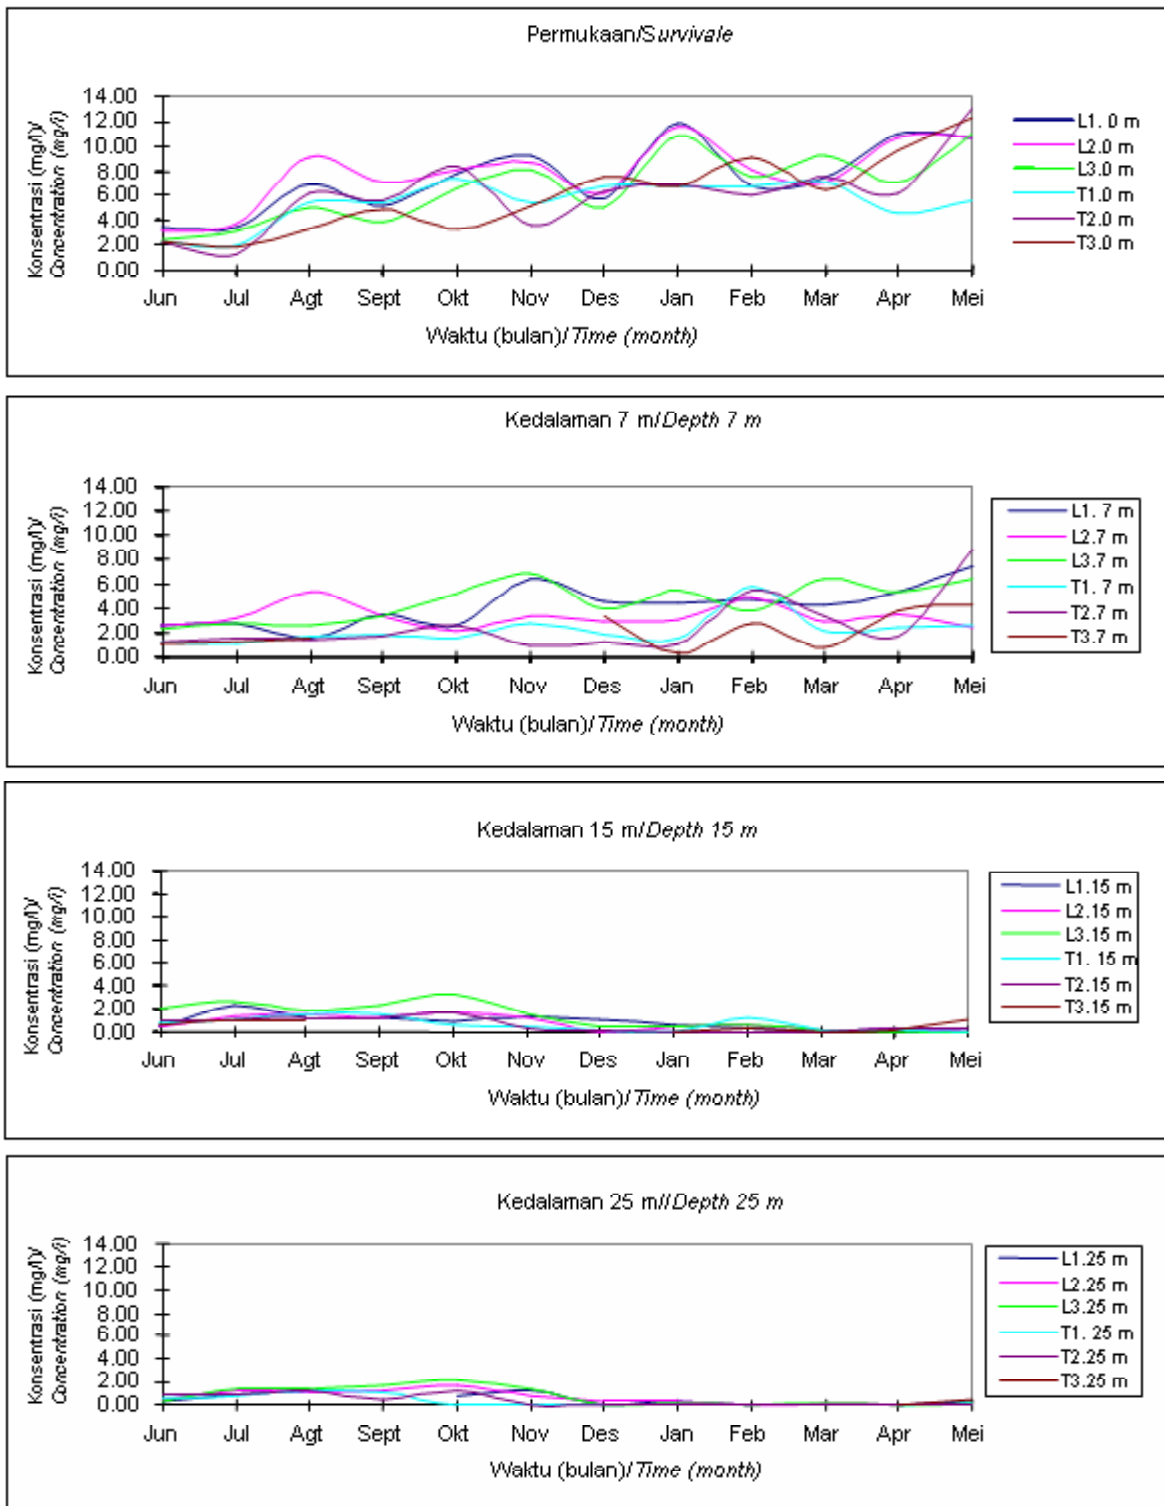 Permukaan/Survivale
Konsentrasi (mg/l)/
Concentration (mg/l)
14.00
12.00
10.00
8.00
6.00
4.00
2.00
0.00
Jun Jul Agt Sept Okt Nov Des Jan Feb Mar Apr Mei
Waktu (bulan)/Time (month)
L1. 0 m
L2.0 m
L3.0 m
T1.0 m
T2.0 m
T3.0 m
Kedalaman 7 m/Depth 7 m
Konsentrasi (mg/l)/
Concentration (mg/l)
14.00
12.00
10.00
8.00
6.00
4.00
2.00
0.00
Jun Jul Agt Sept Okt Nov Des Jan Feb Mar Apr Mei
Waktu (bulan)/Time (month)
L1. 7 m
L2.7 m
L3.7 m
T1. 7 m
T2.7 m
T3.7 m
Kedalaman 15 m/Depth 15 m
Konsentrasi (mg/l)/
Concentration (mg/l)
14.00
12.00
10.00
8.00
6.00
4.00
2.00
0.00
Jun Jul Agt Sept Okt Nov Des Jan Feb Mar Apr Mei
Waktu (bulan)/Time (month)
L1.15 m
L2.15 m
L3.15 m
T1. 15 m
T2.15 m
T3.15 m
Kedalaman 25 m//Depth 25 m
Konsentrasi (mg/l)/
Concentration (mg/l)
14.00
12.00
10.00
8.00
6.00
4.00
2.00
0.00
Jun Jul Agt Sept Okt Nov Des Jan Feb Mar Apr Mei
Waktu (bulan)/Time (month)
L1.25 m
L2.25 m
L3.25 m
T1. 25 m
T2.25 m
T3.25 m